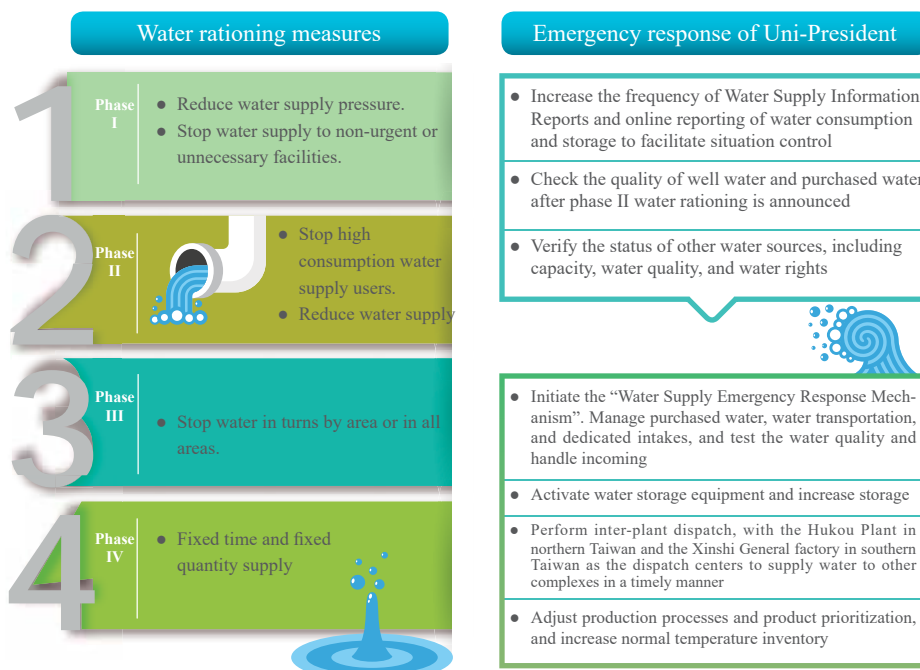 Water rationing measures
1
Phase
I
● Reduce water supply pressure.
● Stop water supply to non-urgent or
unnecessary facilities.
2
Phase
II
● Stop high
consumption water
supply users.
● Reduce water supply
3
Phase
III
● Stop water in turns by area or in all
areas.
4
Phase
IV
● Fixed time and fixed
quantity supply
Emergency response of Uni-President
● Increase the frequency of Water Supply Information
Reports and online reporting of water consumption
and storage to facilitate situation control
● Check the quality of well water and purchased water
after phase II water rationing is announced
● Verify the status of other water sources, including
capacity, water quality, and water rights
● Initiate the “Water Supply Emergency Response Mech-
anism”. Manage purchased water, water transportation,
and dedicated intakes, and test the water quality and
handle incoming
● Activate water storage equipment and increase storage
● Perform inter-plant dispatch, with the Hukou Plant in
northern Taiwan and the Xinshi General factory in southern
Taiwan as the dispatch centers to supply water to other
complexes in a timely manner
● Adjust production processes and product prioritization,
and increase normal temperature inventory